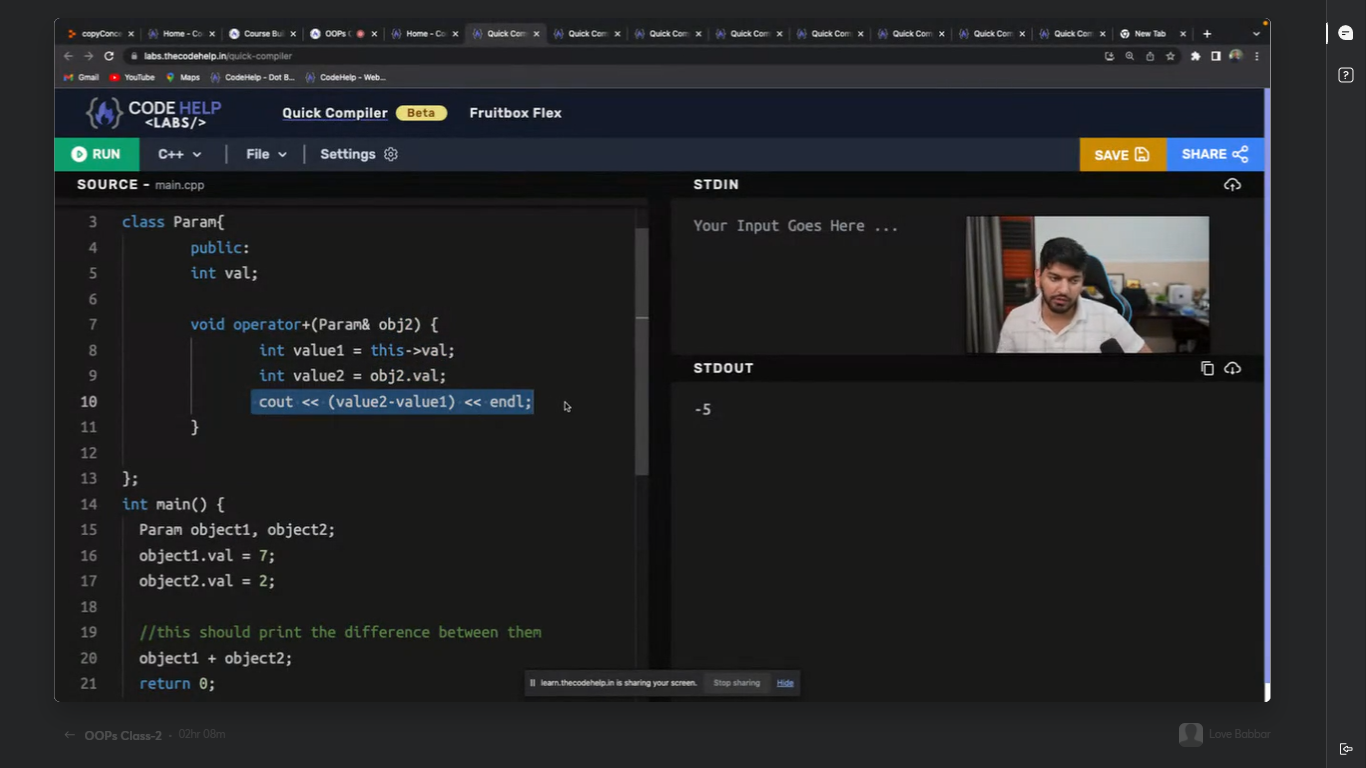 copyConce
Home - Co
Course Bui
OOPs C
Home - Co
Quick Com
Quick Com
Quick Com
Quick Com
Quick Com
Quick Com
Quick Com
Quick Com
New Tab
labs.thecodehelp.in/quick-compiler
Gmail YouTube Maps CodeHelp - Dot B... CodeHelp - Web...
CODE HELP
<LABS/>
Quick Compiler Beta Fruitbox Flex
RUN C++ File Settings SAVE SHARE
SOURCE - main.cpp
3 class Param{
4 public:
5 int val;
6
7 void operator+(Param& obj2) {
8 int value1 = this->val;
9 int value2 = obj2.val;
10 cout << (value2-value1) << endl;
11 }
12
13 };
14 int main() {
15 Param object1, object2;
16 object1.val = 7;
17 object2.val = 2;
18
19 //this should print the difference between them
20 object1 + object2;
21 return 0;
STDIN
Your Input Goes Here ...
STDOUT
-5
learn.thecodehelp.in is sharing your screen. Stop sharing Hide
OOPs Class-2 - 02hr 08m
Love Babbar